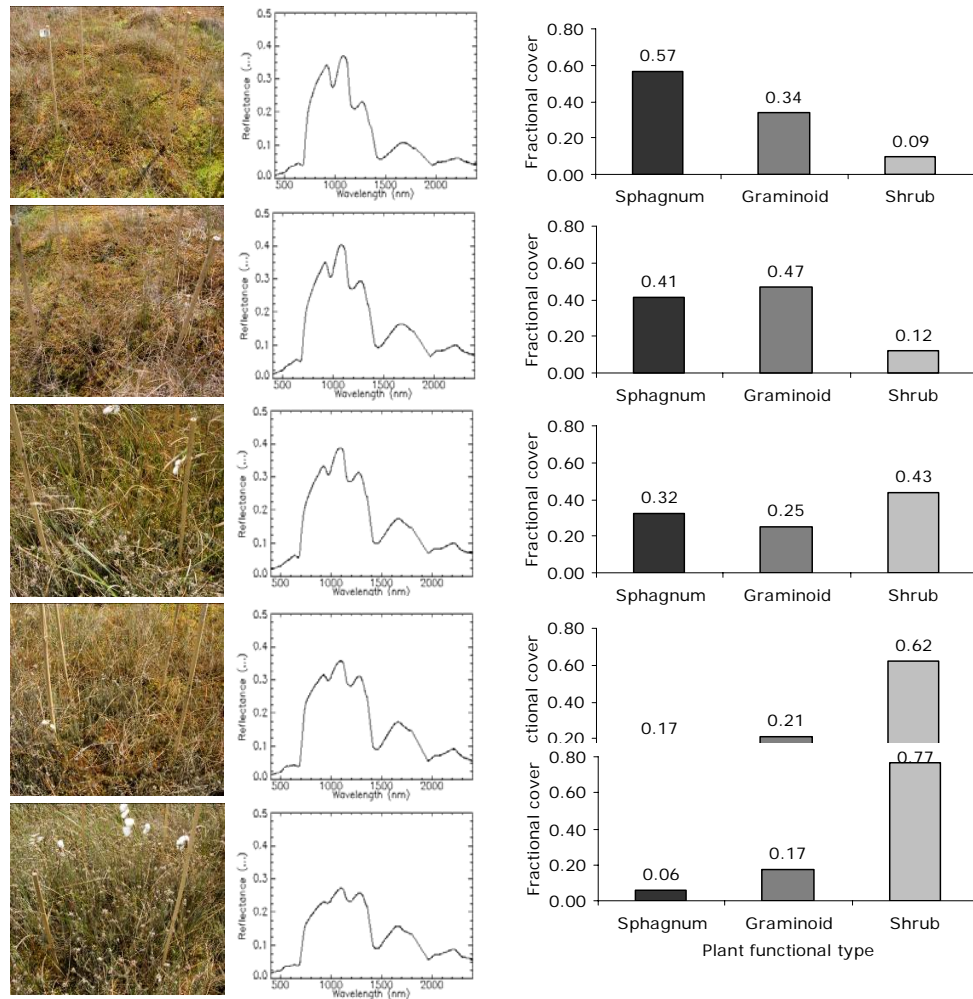 0.5
0.4
0.3
0.2
0.1
0.0
Reflectance (...)
500 1000 1500 2000
Wavelength (nm)
0.80
0.60
0.40
0.20
0.00
Fractional cover
0.57
0.34
0.09
Sphagnum Graminoid Shrub
0.5
0.4
0.3
0.2
0.1
0.0
Reflectance (...)
500 1000 1500 2000
Wavelength (nm)
0.80
0.60
0.40
0.20
0.00
Fractional cover
0.41
0.47
0.12
Sphagnum Graminoid Shrub
0.5
0.4
0.3
0.2
0.1
0.0
Reflectance (...)
500 1000 1500 2000
Wavelength (nm)
0.80
0.60
0.40
0.20
0.00
Fractional cover
0.32
0.25
0.43
Sphagnum Graminoid Shrub
0.5
0.4
0.3
0.2
0.1
0.0
Reflectance (...)
500 1000 1500 2000
Wavelength (nm)
0.80
0.60
0.40
0.20
ctional cover
0.17
0.21
0.62
0.5
0.4
0.3
0.2
0.1
0.0
Reflectance (...)
500 1000 1500 2000
Wavelength (nm)
0.80
0.60
0.40
0.20
0.00
Fractional cover
0.06
0.17
0.77
Sphagnum Graminoid Shrub
Plant functional type